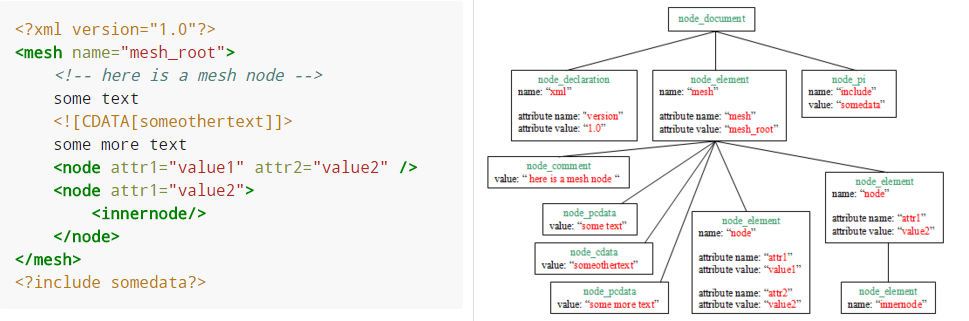 <?xml version="1.0"?>
<mesh name="mesh_root">
<!-- here is a mesh node -->
some text
<![CDATA[someothertext]]>
some more text
<node attr1="value1" attr2="value2" />
<node attr1="value2">
<innernode/>
</node>
</mesh>
<?include somedata?>
node_document
node_declaration
name: “xml”
attribute name: “version”
attribute value: “1.0”
node_element
name: “mesh”
attribute name: “mesh”
attribute value: “mesh_root”
node_pi
name: “include”
value: “somedata”
node_comment
value: “ here is a mesh node “
node_pcdata
value: “some text”
node_cdata
value: “someothertext”
node_pcdata
value: “some more text”
node_element
name: “node”
attribute name: “attr1”
attribute value: “value1”
attribute name: “attr2”
attribute value: “value2”
node_element
name: “node”
attribute name: “attr1”
attribute value: “value2”
node_element
name: “innernode”